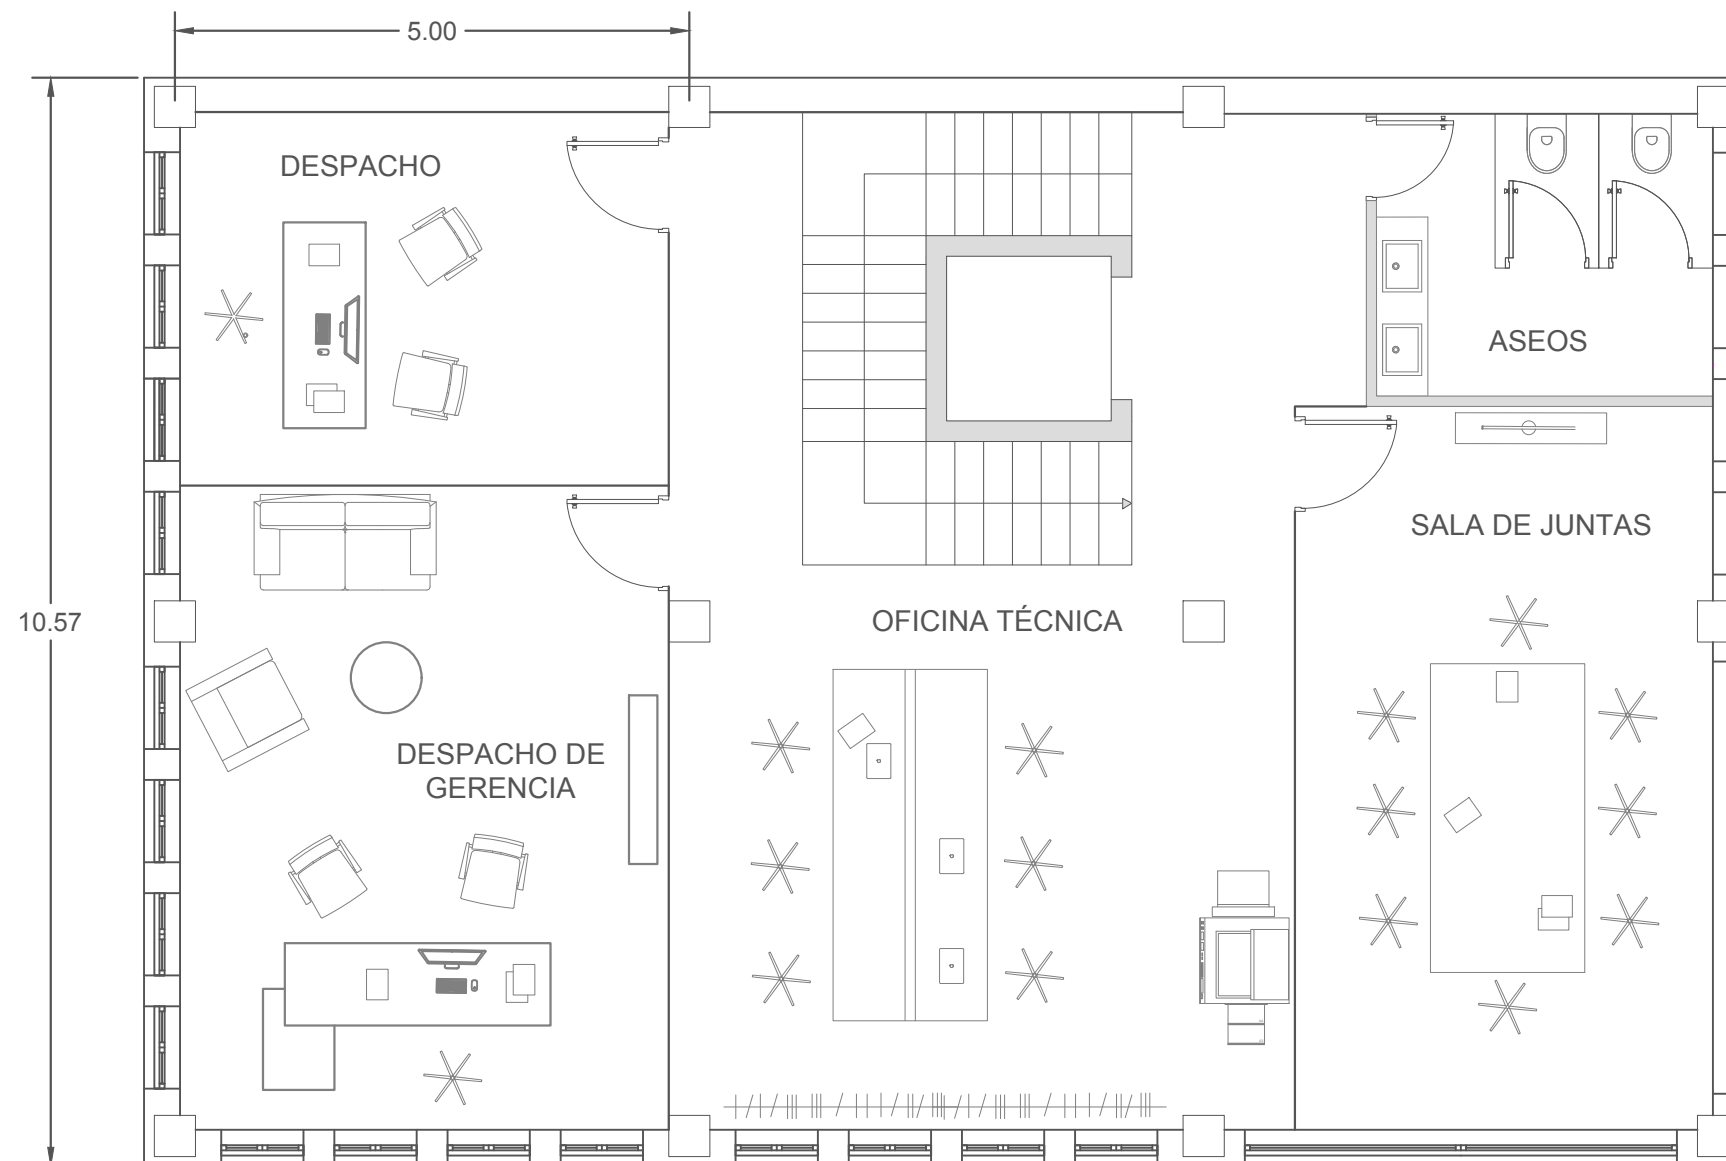 5.00
DESPACHO
ASEOS
SALA DE JUNTAS
10.57
OFICINA TÉCNICA
DESPACHO DE
GERENCIA